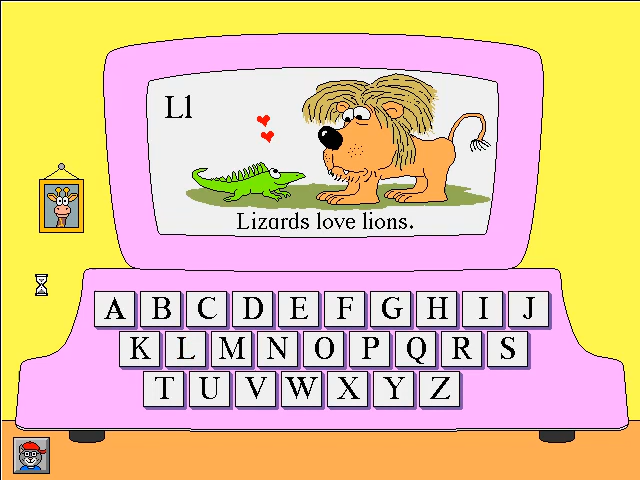 Ll
Lizards love lions.
A B C D E F G H I J
K L M N O P Q R S
T U V W X Y Z